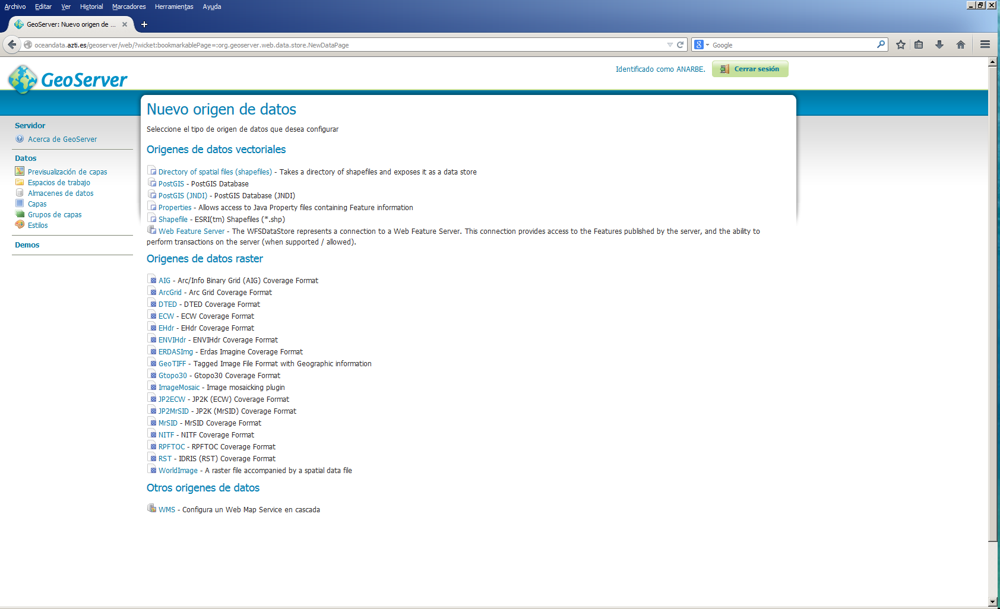 Archivo Editar Ver Historial Marcadores Herramientas Ayuda
GeoServer: Nuevo origen de ...
oceandata.azti.es/geoserver/web/?wicket:bookmarkablePage=:org.geoserver.web.data.store.NewDataPage
Google
GeoServer
Identificado como ANARBE.
Cerrar sesión
Servidor
Acerca de GeoServer
Datos
Previsualización de capas
Espacios de trabajo
Almacenes de datos
Capas
Grupos de capas
Estilos
Demos
Nuevo origen de datos
Seleccione el tipo de origen de datos que desea configurar
Origenes de datos vectoriales
Directory of spatial files (shapefiles) - Takes a directory of shapefiles and exposes it as a data store
PostGIS - PostGIS Database
PostGIS (JNDI) - PostGIS Database (JNDI)
Properties - Allows access to Java Property files containing Feature information
Shapefile - ESRI(tm) Shapefiles (*.shp)
Web Feature Server - The WFSDataStore represents a connection to a Web Feature Server. This connection provides access to the Features published by the server, and the ability to
perform transactions on the server (when supported / allowed).
Origenes de datos raster
AIG - Arc/Info Binary Grid (AIG) Coverage Format
ArcGrid - Arc Grid Coverage Format
DTED - DTED Coverage Format
ECW - ECW Coverage Format
EHdr - EHdr Coverage Format
ENVIHdr - ENVIHdr Coverage Format
ERDASImg - Erdas Imagine Coverage Format
GeoTIFF - Tagged Image File Format with Geographic information
Gtopo30 - Gtopo30 Coverage Format
ImageMosaic - Image mosaicking plugin
JP2ECW - JP2K (ECW) Coverage Format
JP2MrSID - JP2K (MrSID) Coverage Format
MrSID - MrSID Coverage Format
NITF - NITF Coverage Format
RPFTOC - RPFTOC Coverage Format
RST - IDRIS (RST) Coverage Format
WorldImage - A raster file accompanied by a spatial data file
Otros origenes de datos
WMS - Configura un Web Map Service en cascada